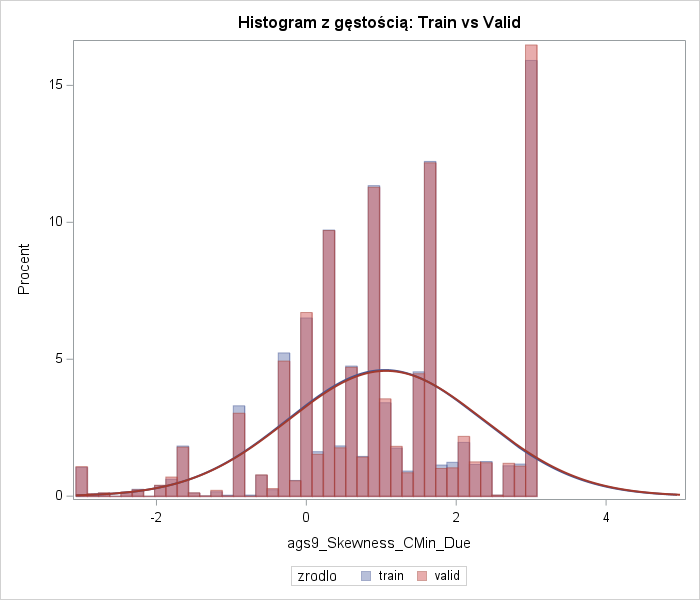 Histogram z gęstością: Train vs Valid
15
10
5
0
Procent
-2 0 2 4
ags9_Skewness_CMin_Due
zrodlo train valid